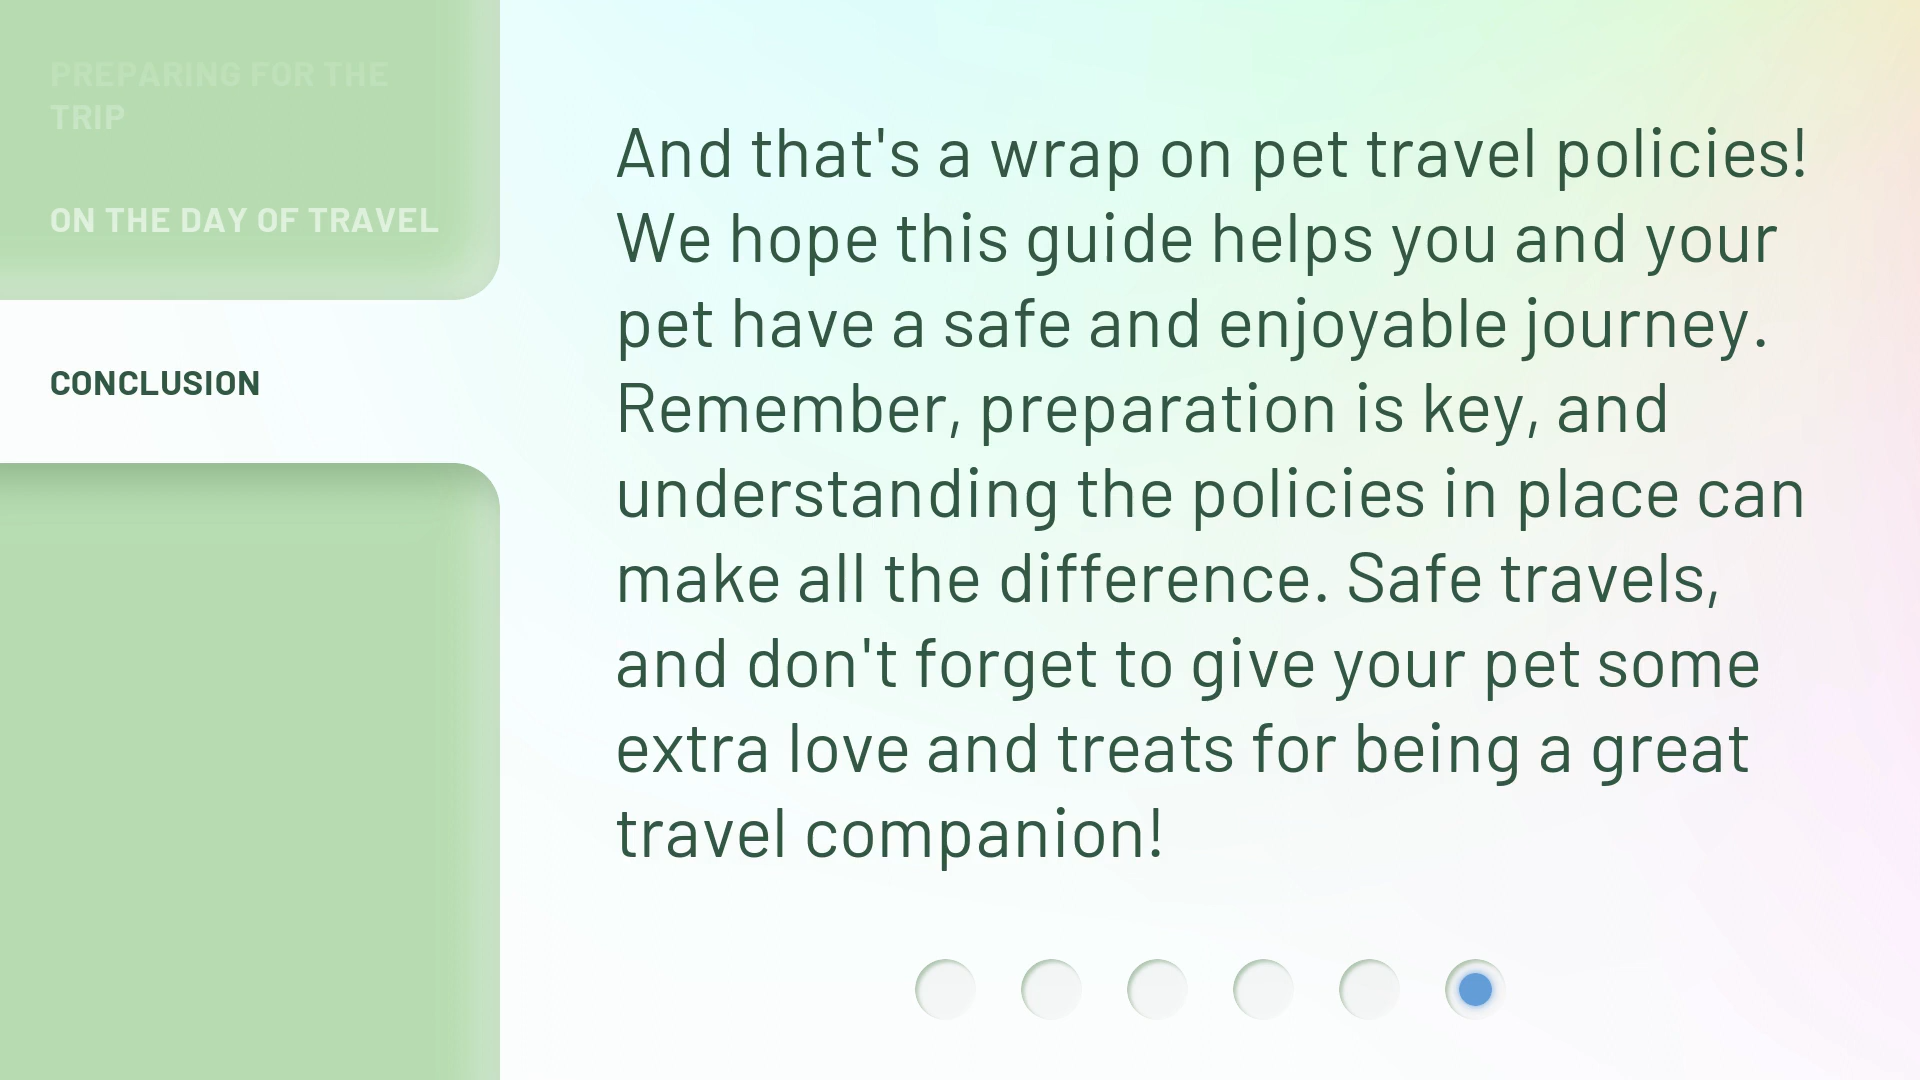 PREPARING FOR THE
TRIP
ON THE DAY OF TRAVEL
CONCLUSION
And that's a wrap on pet travel policies!
We hope this guide helps you and your
pet have a safe and enjoyable journey.
Remember, preparation is key, and
understanding the policies in place can
make all the difference. Safe travels,
and don't forget to give your pet some
extra love and treats for being a great
travel companion!